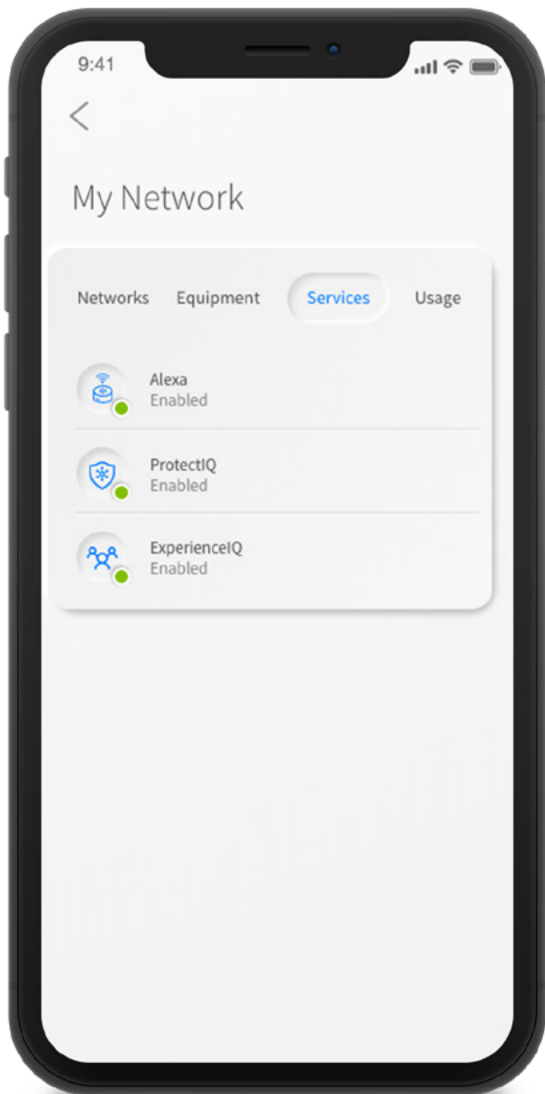 9:41
My Network
Networks Equipment Services Usage
Alexa
Enabled
ProtectIQ
Enabled
ExperienceIQ
Enabled